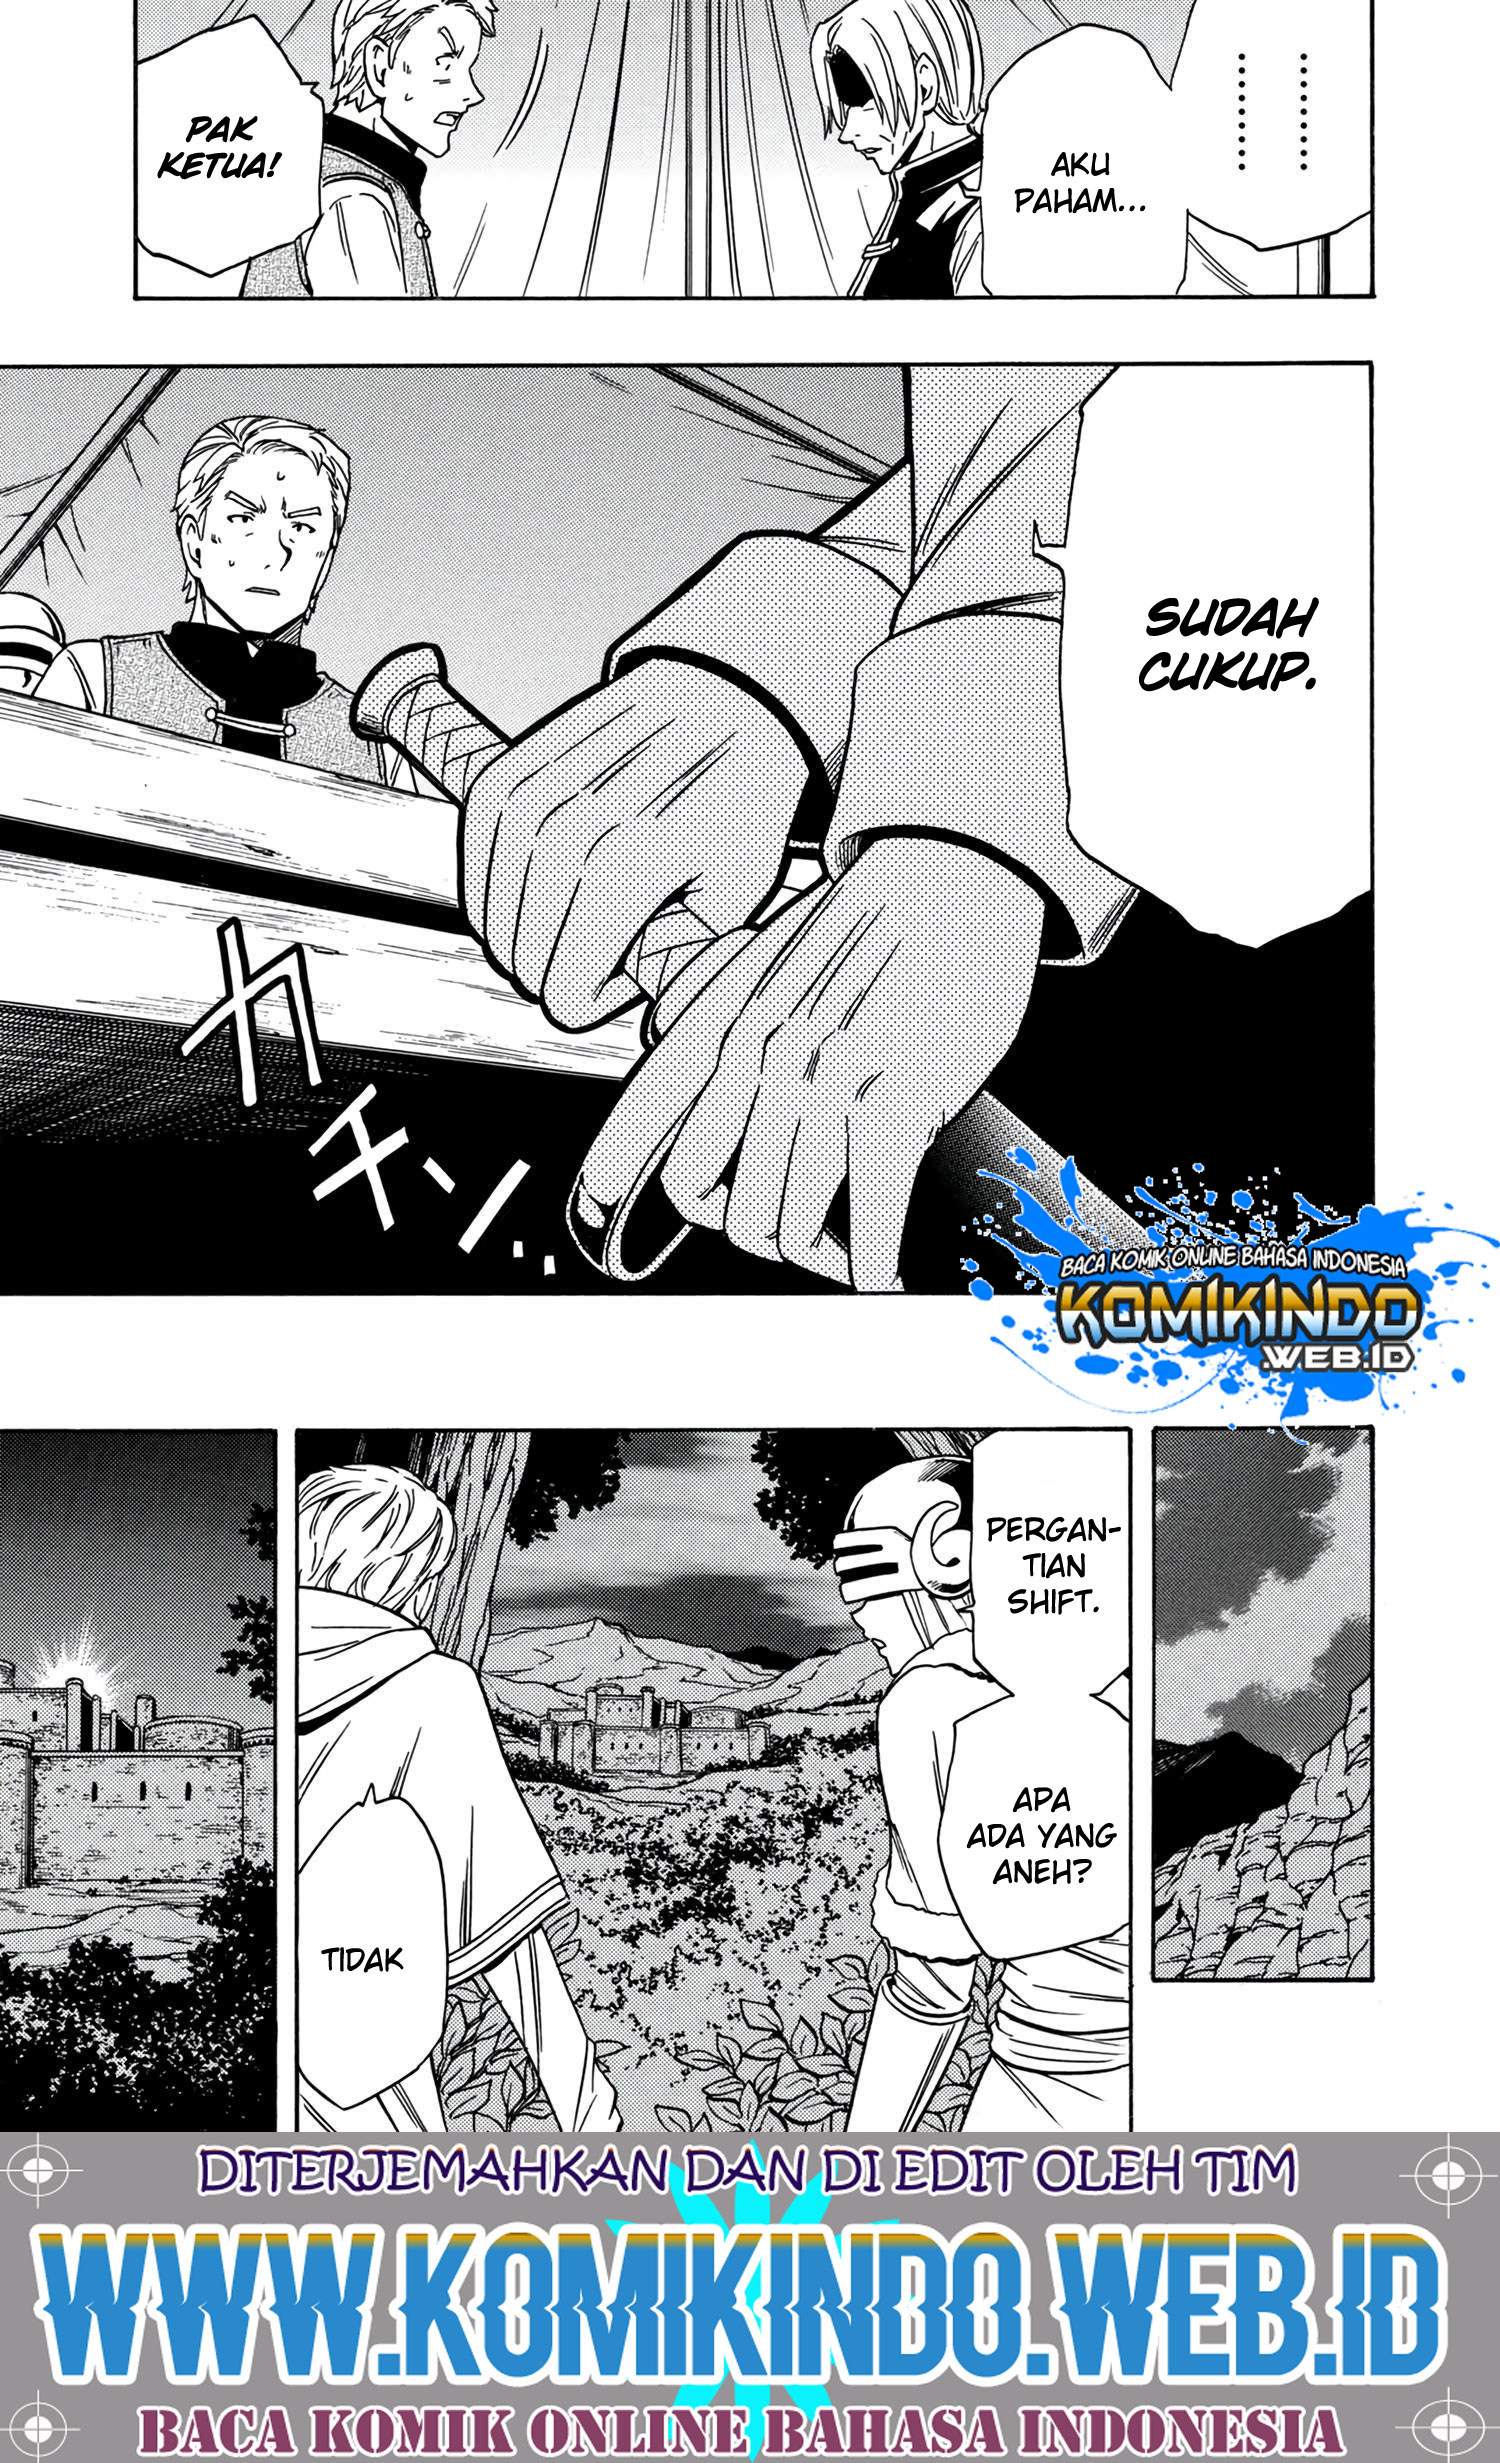 ⋮⋮
AKU
PAHAM...
PAK
KETUA!
SUDAH
CUKUP.
カチン..
BACA KOMIK ONLINE BAHASA INDONESIA
KOMIKINDO
.WEB.ID
PERGAN-
TIAN
SHIFT.
APA
ADA YANG
ANEH?
TIDAK
DITERJEMAHKAN DAN DI EDIT OLEH TIM
WWW.KOMIKINDO.WEB.ID
BACA KOMIK ONLINE BAHASA INDONESIA